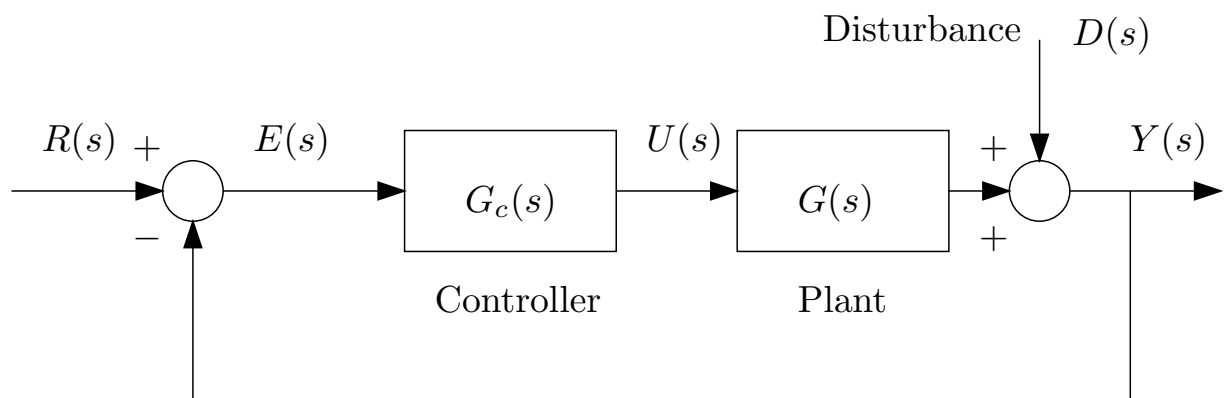 Disturbance D(s)
R(s) + E(s) U(s) + Y(s)
G_c(s) G(s)
− +
Controller Plant